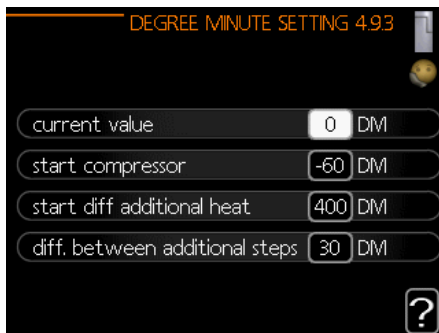 DEGREE MINUTE SETTING 4.9.3
current value 0 DM
start compressor -60 DM
start diff additional heat 400 DM
diff. between additional steps 30 DM
?